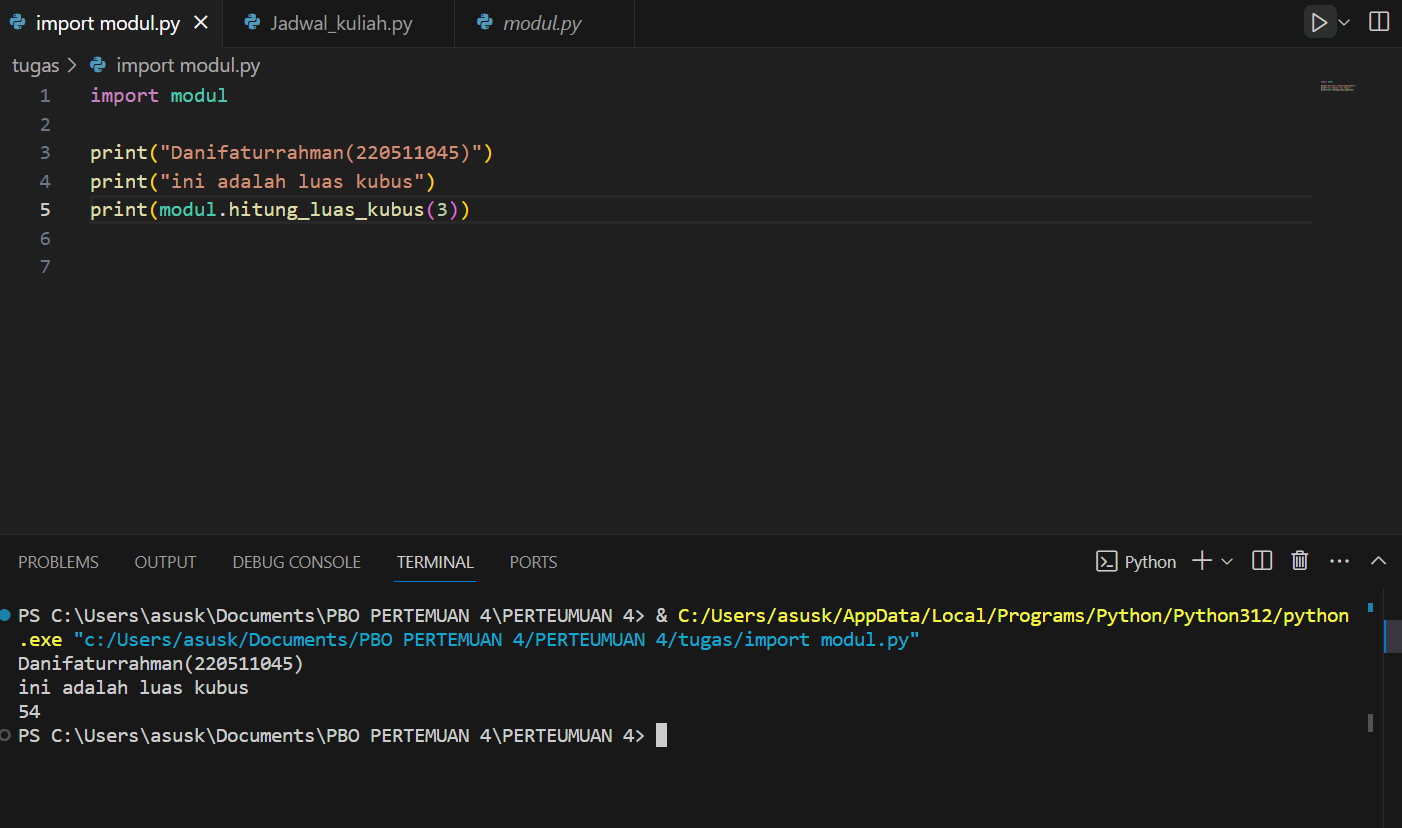 import modul.py
Jadwal_kuliah.py
modul.py
tugas > import modul.py
1 import modul
2
3 print("Danifaturrahman(220511045)")
4 print("ini adalah luas kubus")
5 print(modul.hitung_luas_kubus(3))
6
7
PROBLEMS OUTPUT DEBUG CONSOLE TERMINAL PORTS
Python
PS C:\Users\asusk\Documents\PBO PERTEMUAN 4\PERTEUMUAN 4> & C:/Users/asusk/AppData/Local/Programs/Python/Python312/python
.exe "c:/Users/asusk/Documents/PBO PERTEMUAN 4/PERTEUMUAN 4/tugas/import modul.py"
Danifaturrahman(220511045)
ini adalah luas kubus
54
PS C:\Users\asusk\Documents\PBO PERTEMUAN 4\PERTEUMUAN 4>